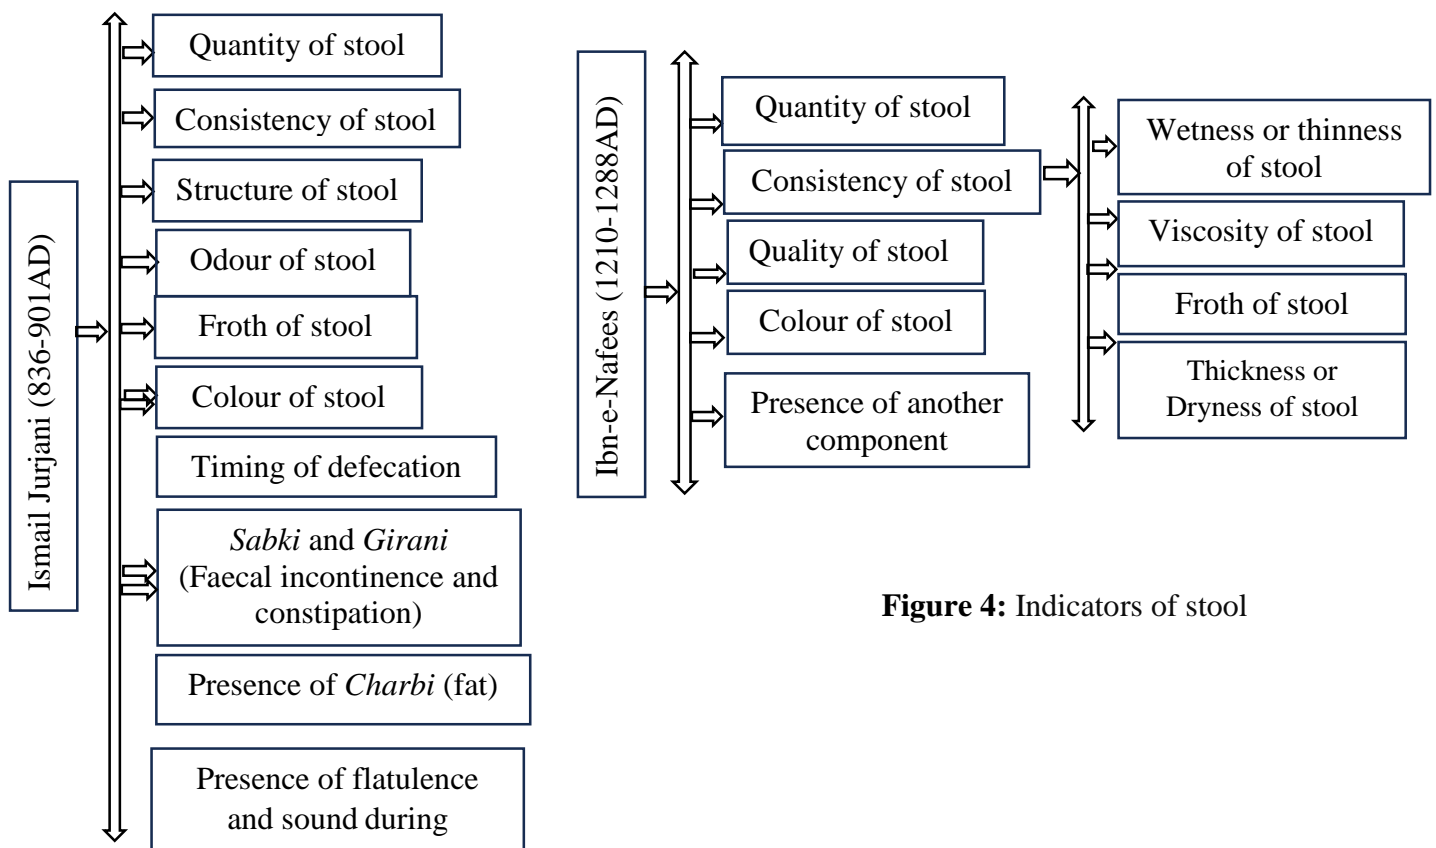 Ismail Jurjani (836-901AD)
Quantity of stool
Consistency of stool
Structure of stool
Odour of stool
Froth of stool
Colour of stool
Timing of defecation
Sabki and Girani
(Faecal incontinence and
constipation)
Presence of Charbi (fat)
Presence of flatulence
and sound during
Ibn-e-Nafees (1210-1288AD)
Quantity of stool
Consistency of stool
Quality of stool
Colour of stool
Presence of another
component
Wetness or thinness
of stool
Viscosity of stool
Froth of stool
Thickness or
Dryness of stool
Figure 4: Indicators of stool